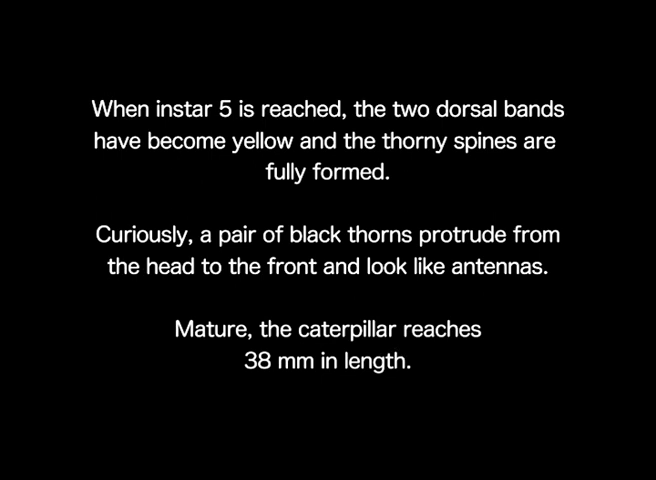 When instar 5 is reached, the two dorsal bands
have become yellow and the thorny spines are
fully formed.
Curiously, a pair of black thorns protrude from
the head to the front and look like antennas.
Mature, the caterpillar reaches
38 mm in length.